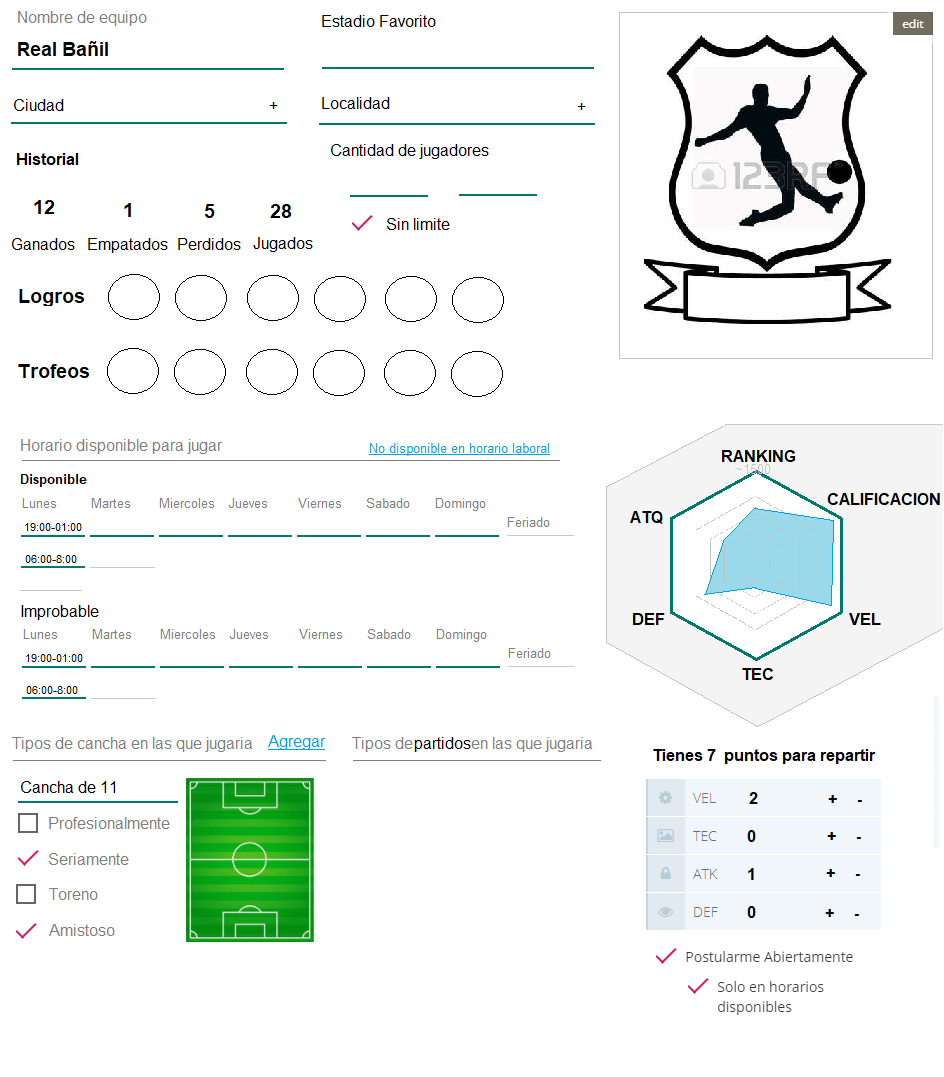 Nombre de equipo
Real Bañil
Estadio Favorito
edit
Ciudad +
Localidad +
Historial
Cantidad de jugadores
12 1 5 28
Ganados Empatados Perdidos Jugados
Sin limite
123RF
Logros
Trofeos
Horario disponible para jugar
No disponible en horario laboral
Disponible
Lunes Martes Miercoles Jueves Viernes Sabado Domingo Feriado
19:00-01:00
06:00-8:00
Improbable
Lunes Martes Miercoles Jueves Viernes Sabado Domingo Feriado
19:00-01:00
06:00-8:00
RANKING
~1500
CALIFICACION
ATQ
DEF
VEL
TEC
Tipos de cancha en las que jugaria Agregar
Tipos de partidos en las que jugaria
Cancha de 11
Profesionalmente
Seriamente
Toreno
Amistoso
Tienes 7 puntos para repartir
VEL 2 + -
TEC 0 + -
ATK 1 + -
DEF 0 + -
Postularme Abiertamente
Solo en horarios
disponibles